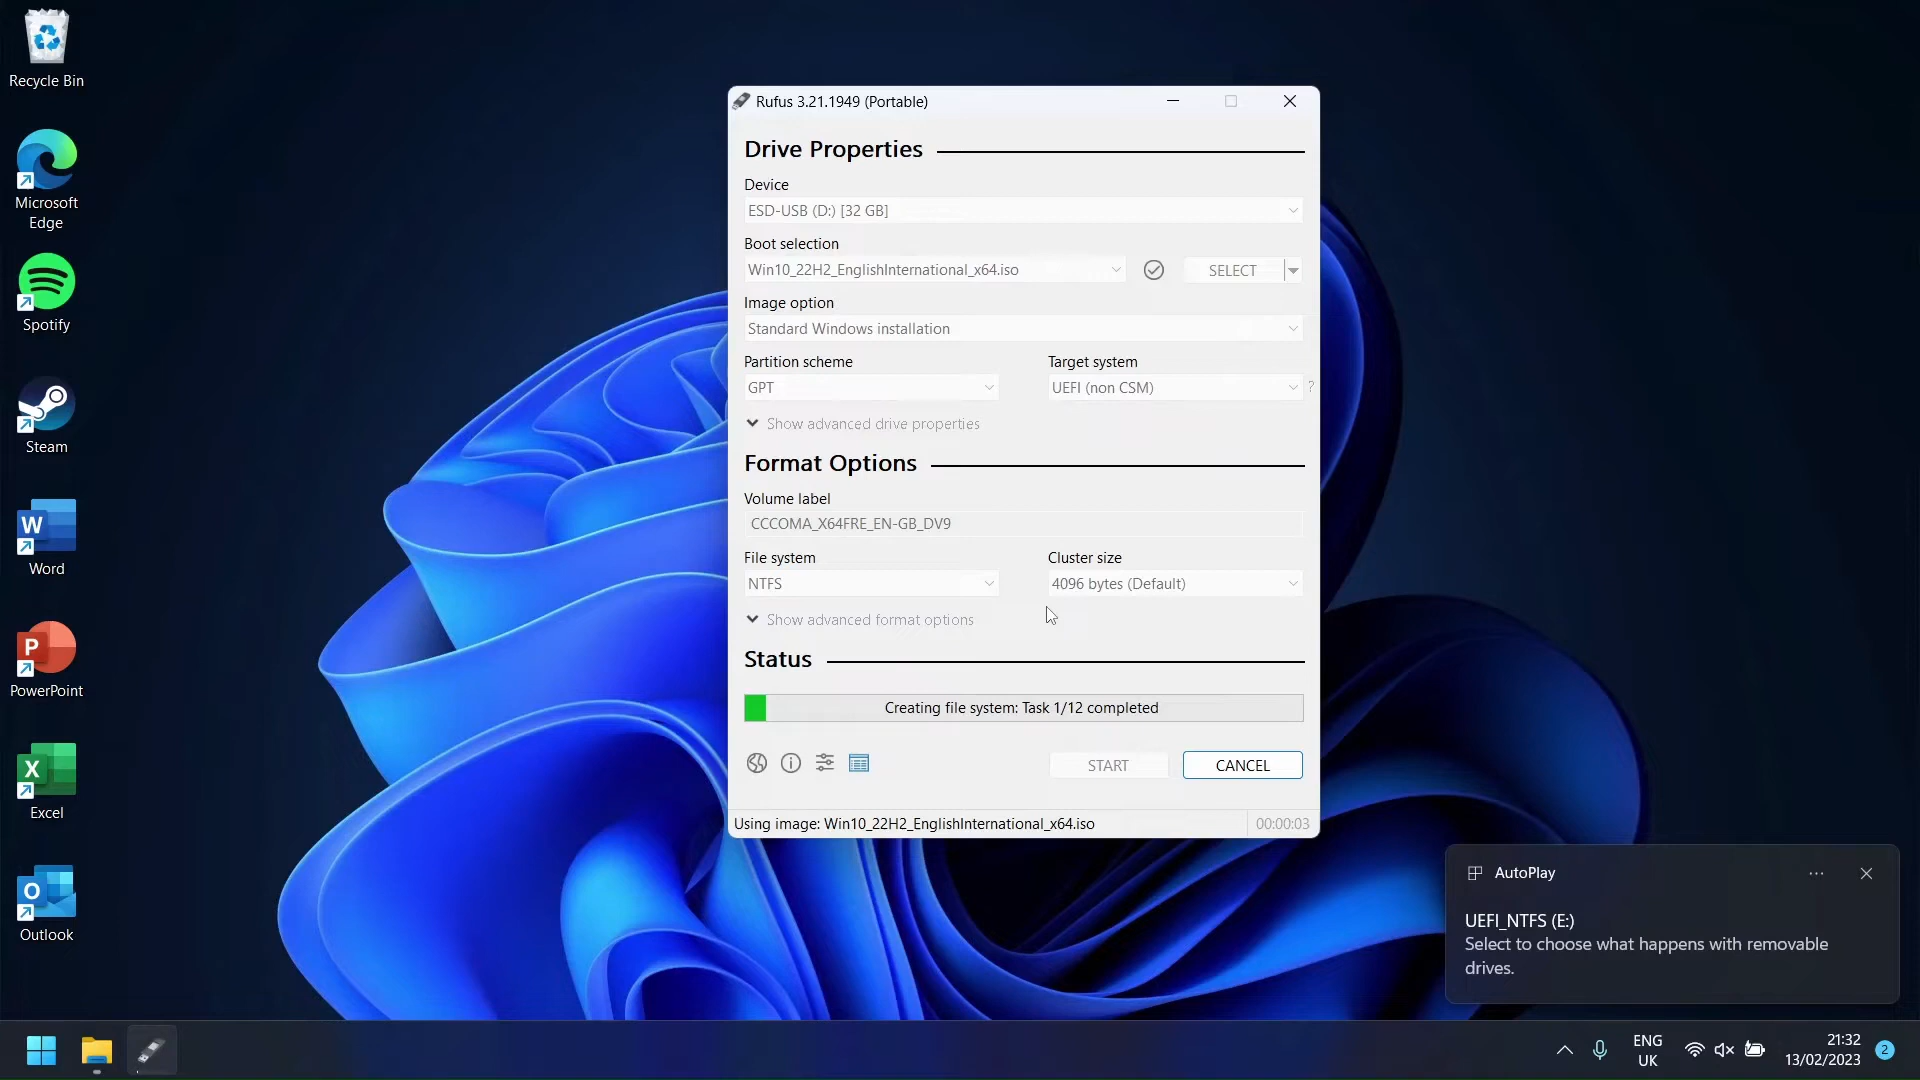 Recycle Bin
Microsoft
Edge
Spotify
Steam
W
Word
P
PowerPoint
X
Excel
O
Outlook
Rufus 3.21.1949 (Portable)
Drive Properties
Device
ESD-USB (D:) [32 GB]
Boot selection
Win10_22H2_EnglishInternational_x64.iso
SELECT
Image option
Standard Windows installation
Partition scheme
Target system
GPT
UEFI (non CSM)
?
Show advanced drive properties
Format Options
Volume label
CCCOMA_X64FRE_EN-GB_DV9
File system
Cluster size
NTFS
4096 bytes (Default)
Show advanced format options
Status
Creating file system: Task 1/12 completed
START
CANCEL
Using image: Win10_22H2_EnglishInternational_x64.iso
00:00:03
AutoPlay
UEFI_NTFS (E:)
Select to choose what happens with removable
drives.
ENG
UK
21:32
13/02/2023
2